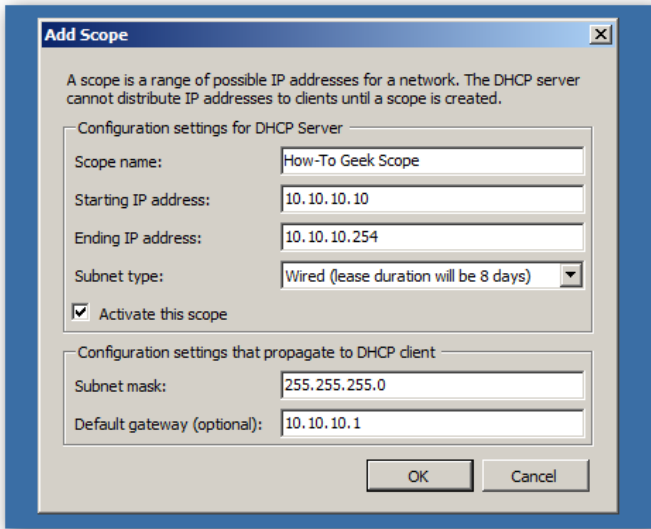 Add Scope
A scope is a range of possible IP addresses for a network. The DHCP server
cannot distribute IP addresses to clients until a scope is created.
Configuration settings for DHCP Server
Scope name: How-To Geek Scope
Starting IP address: 10.10.10.10
Ending IP address: 10.10.10.254
Subnet type: Wired (lease duration will be 8 days)
Activate this scope
Configuration settings that propagate to DHCP client
Subnet mask: 255.255.255.0
Default gateway (optional): 10.10.10.1
OK Cancel